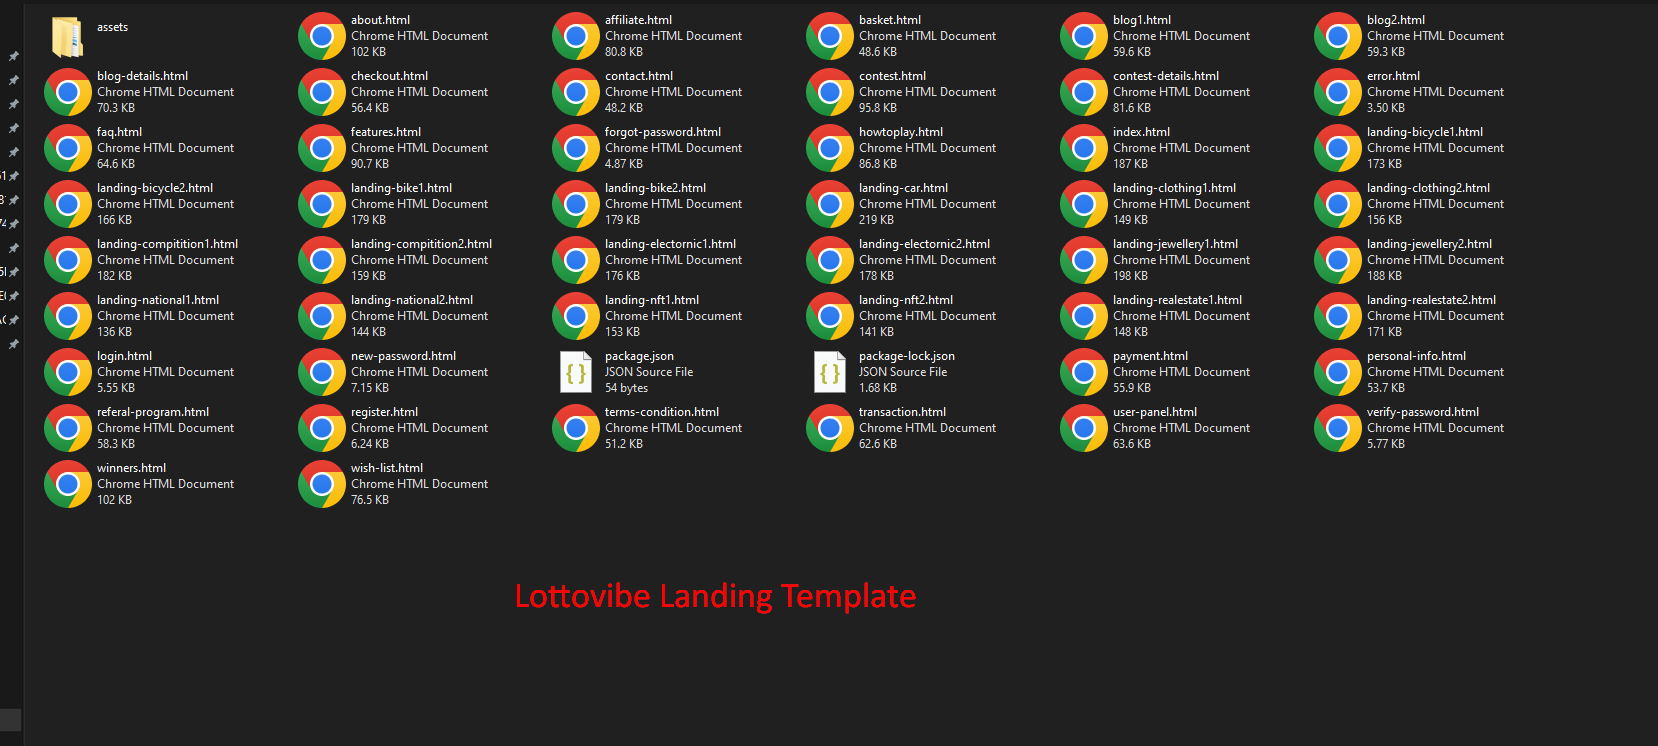 assets
about.html
Chrome HTML Document
102 KB
affiliate.html
Chrome HTML Document
80.8 KB
basket.html
Chrome HTML Document
48.6 KB
blog1.html
Chrome HTML Document
59.6 KB
blog2.html
Chrome HTML Document
59.3 KB
blog-details.html
Chrome HTML Document
70.3 KB
checkout.html
Chrome HTML Document
56.4 KB
contact.html
Chrome HTML Document
48.2 KB
contest.html
Chrome HTML Document
95.8 KB
contest-details.html
Chrome HTML Document
81.6 KB
error.html
Chrome HTML Document
3.50 KB
faq.html
Chrome HTML Document
64.6 KB
features.html
Chrome HTML Document
90.7 KB
forgot-password.html
Chrome HTML Document
4.87 KB
howtoplay.html
Chrome HTML Document
86.8 KB
index.html
Chrome HTML Document
187 KB
landing-bicycle1.html
Chrome HTML Document
173 KB
landing-bicycle2.html
Chrome HTML Document
166 KB
landing-bike1.html
Chrome HTML Document
179 KB
landing-bike2.html
Chrome HTML Document
179 KB
landing-car.html
Chrome HTML Document
219 KB
landing-clothing1.html
Chrome HTML Document
149 KB
landing-clothing2.html
Chrome HTML Document
156 KB
landing-compitition1.html
Chrome HTML Document
182 KB
landing-compitition2.html
Chrome HTML Document
159 KB
landing-electornic1.html
Chrome HTML Document
176 KB
landing-electornic2.html
Chrome HTML Document
178 KB
landing-jewellery1.html
Chrome HTML Document
198 KB
landing-jewellery2.html
Chrome HTML Document
188 KB
landing-national1.html
Chrome HTML Document
136 KB
landing-national2.html
Chrome HTML Document
144 KB
landing-nft1.html
Chrome HTML Document
153 KB
landing-nft2.html
Chrome HTML Document
141 KB
landing-realestate1.html
Chrome HTML Document
148 KB
landing-realestate2.html
Chrome HTML Document
171 KB
login.html
Chrome HTML Document
5.55 KB
new-password.html
Chrome HTML Document
7.15 KB
package.json
JSON Source File
54 bytes
package-lock.json
JSON Source File
1.68 KB
payment.html
Chrome HTML Document
55.9 KB
personal-info.html
Chrome HTML Document
53.7 KB
referal-program.html
Chrome HTML Document
58.3 KB
register.html
Chrome HTML Document
6.24 KB
terms-condition.html
Chrome HTML Document
51.2 KB
transaction.html
Chrome HTML Document
62.6 KB
user-panel.html
Chrome HTML Document
63.6 KB
verify-password.html
Chrome HTML Document
5.77 KB
winners.html
Chrome HTML Document
102 KB
wish-list.html
Chrome HTML Document
76.5 KB
Lottovibe Landing Template